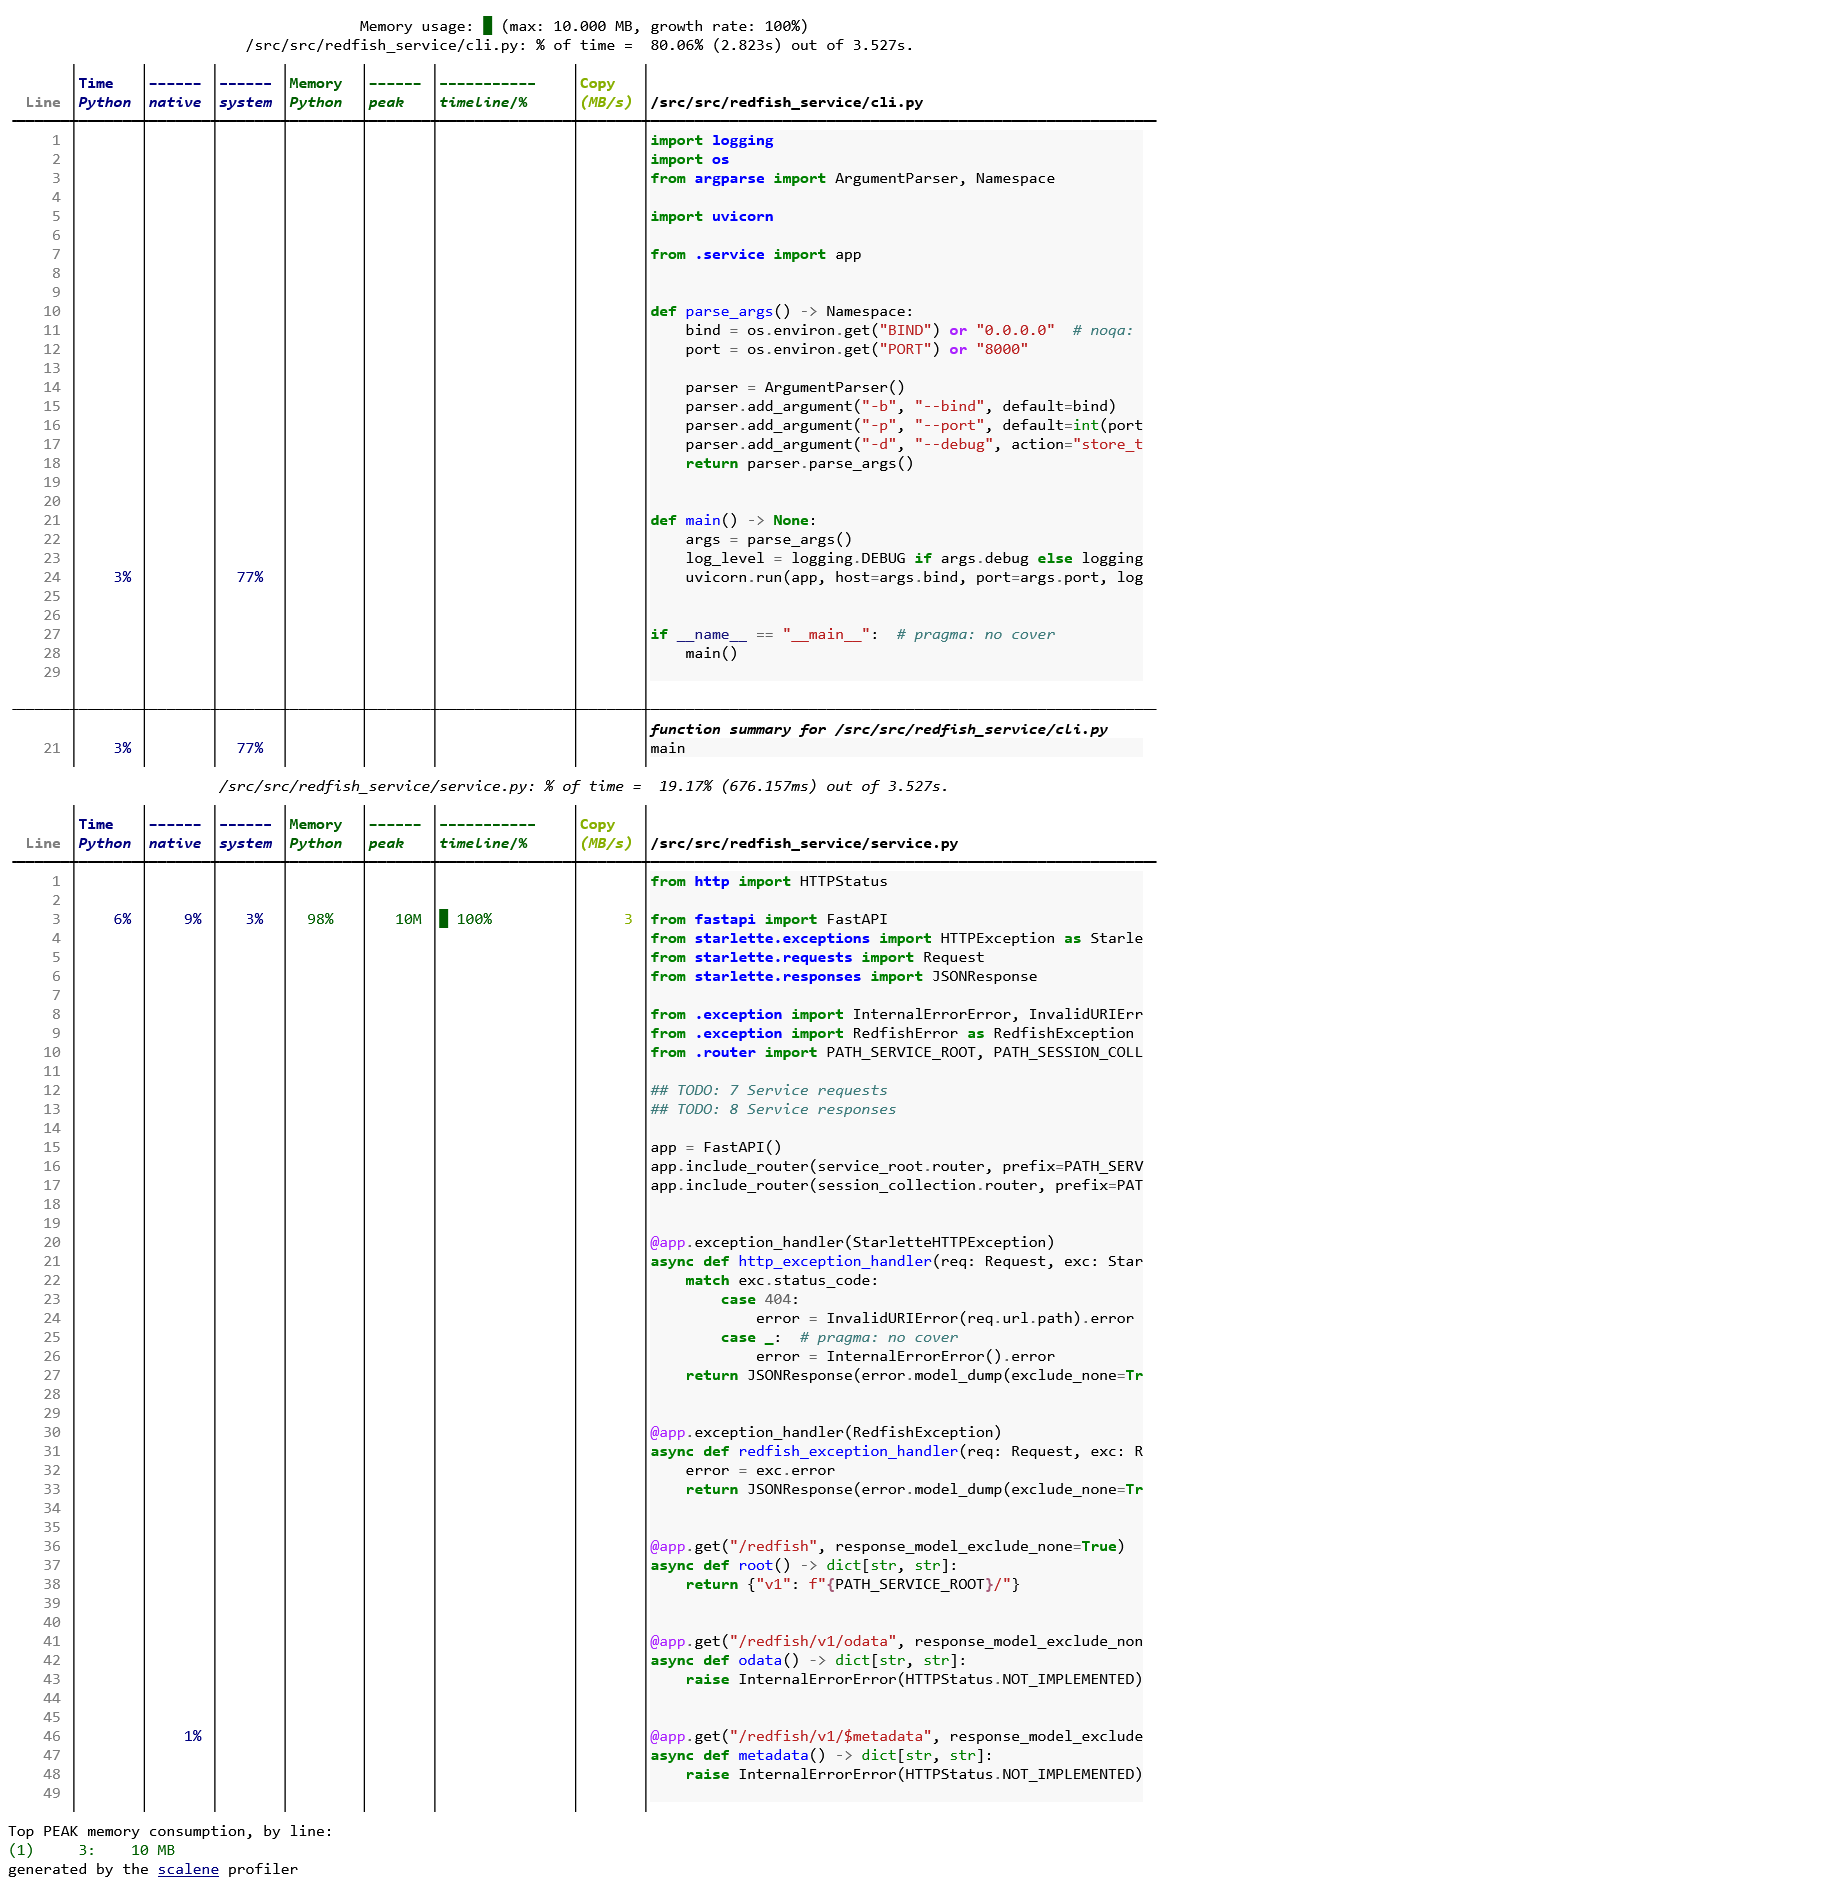 Memory usage: █ (max: 10.000 MB, growth rate: 100%)
/src/src/redfish_service/cli.py: % of time =  80.06% (2.823s) out of 3.527s.
Time ------ ------ Memory ------ ----------- Copy
Line Python native system Python peak timeline/% (MB/s) /src/src/redfish_service/cli.py
1 import logging
2 import os
3 from argparse import ArgumentParser, Namespace
4
5 import uvicorn
6
7 from .service import app
8
9
10 def parse_args() -> Namespace:
11     bind = os.environ.get("BIND") or "0.0.0.0"  # noqa:
12     port = os.environ.get("PORT") or "8000"
13
14     parser = ArgumentParser()
15     parser.add_argument("-b", "--bind", default=bind)
16     parser.add_argument("-p", "--port", default=int(port
17     parser.add_argument("-d", "--debug", action="store_t
18     return parser.parse_args()
19
20
21 def main() -> None:
22     args = parse_args()
23     log_level = logging.DEBUG if args.debug else logging
24 3% 77%     uvicorn.run(app, host=args.bind, port=args.port, log
25
26
27 if __name__ == "__main__":  # pragma: no cover
28     main()
29
function summary for /src/src/redfish_service/cli.py
21 3% 77% main
/src/src/redfish_service/service.py: % of time =  19.17% (676.157ms) out of 3.527s.
Time ------ ------ Memory ------ ----------- Copy
Line Python native system Python peak timeline/% (MB/s) /src/src/redfish_service/service.py
1 from http import HTTPStatus
2
3 6% 9% 3% 98% 10M █ 100% 3 from fastapi import FastAPI
4 from starlette.exceptions import HTTPException as Starle
5 from starlette.requests import Request
6 from starlette.responses import JSONResponse
7
8 from .exception import InternalErrorError, InvalidURIErr
9 from .exception import RedfishError as RedfishException
10 from .router import PATH_SERVICE_ROOT, PATH_SESSION_COLL
11
12 ## TODO: 7 Service requests
13 ## TODO: 8 Service responses
14
15 app = FastAPI()
16 app.include_router(service_root.router, prefix=PATH_SERV
17 app.include_router(session_collection.router, prefix=PAT
18
19
20 @app.exception_handler(StarletteHTTPException)
21 async def http_exception_handler(req: Request, exc: Star
22     match exc.status_code:
23         case 404:
24             error = InvalidURIError(req.url.path).error
25         case _:  # pragma: no cover
26             error = InternalErrorError().error
27     return JSONResponse(error.model_dump(exclude_none=Tr
28
29
30 @app.exception_handler(RedfishException)
31 async def redfish_exception_handler(req: Request, exc: R
32     error = exc.error
33     return JSONResponse(error.model_dump(exclude_none=Tr
34
35
36 @app.get("/redfish", response_model_exclude_none=True)
37 async def root() -> dict[str, str]:
38     return {"v1": f"{PATH_SERVICE_ROOT}/"}
39
40
41 @app.get("/redfish/v1/odata", response_model_exclude_non
42 async def odata() -> dict[str, str]:
43     raise InternalErrorError(HTTPStatus.NOT_IMPLEMENTED)
44
45
46 1% @app.get("/redfish/v1/$metadata", response_model_exclude
47 async def metadata() -> dict[str, str]:
48     raise InternalErrorError(HTTPStatus.NOT_IMPLEMENTED)
49
Top PEAK memory consumption, by line:
(1)     3:    10 MB
generated by the scalene profiler